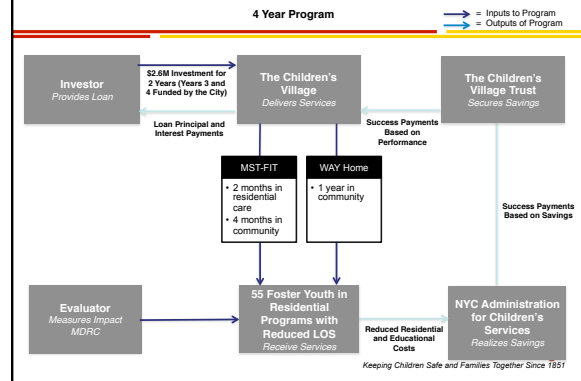 4 Year Program
= Inputs to Program
= Outputs of Program
Investor
Provides Loan
$2.6M Investment for
2 Years (Years 3 and
4 Funded by the City)
Loan Principal and
Interest Payments
The Children's
Village
Delivers Services
Success Payments
Based on
Performance
The Children's
Village Trust
Secures Savings
MST-FIT
• 2 months in
residential
care
• 4 months in
community
WAY Home
• 1 year in
community
Success Payments
Based on Savings
Evaluator
Measures Impact
MDRC
55 Foster Youth in
Residential
Programs with
Reduced LOS
Receive Services
Reduced Residential
and Educational
Costs
NYC Administration
for Children's
Services
Realizes Savings
Keeping Children Safe and Families Together Since 1851